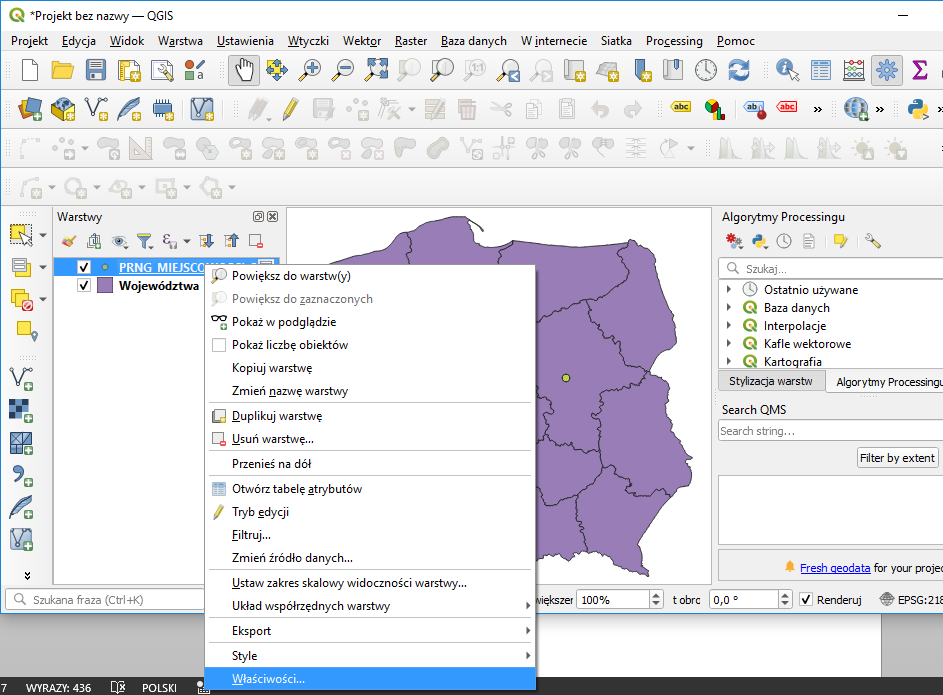 *Projekt bez nazwy — QGIS
Projekt Edycja Widok Warstwa Ustawienia Wtyczki Wektor Raster Baza danych W internecie Siatka Processing Pomoc
Warstwy
Województwa
Powiększ do warstw(y)
Powiększ do zaznaczonych
Pokaż w podglądzie
Pokaż liczbę obiektów
Kopiuj warstwę
Zmień nazwę warstwy
Duplikuj warstwę
Usuń warstwę...
Przenieś na dół
Otwórz tabelę atrybutów
Tryb edycji
Filtruj...
Zmień źródło danych...
Ustaw zakres skalowy widoczności warstwy...
Układ współrzędnych warstwy
Eksport
Style
Właściwości...
Algorytmy Processingu
Szukaj...
Ostatnio używane
Baza danych
Interpolacje
Kafle wektorowe
Kartografia
Stylizacja warstw
Algorytmy Processingu
Search QMS
Search string...
Filter by extent
Fresh geodata for your projec
Szukana fraza (Ctrl+K)
większer 100% t obro 0,0 ° Renderuj EPSG:218
7 WYRAZY: 436 POLSKI